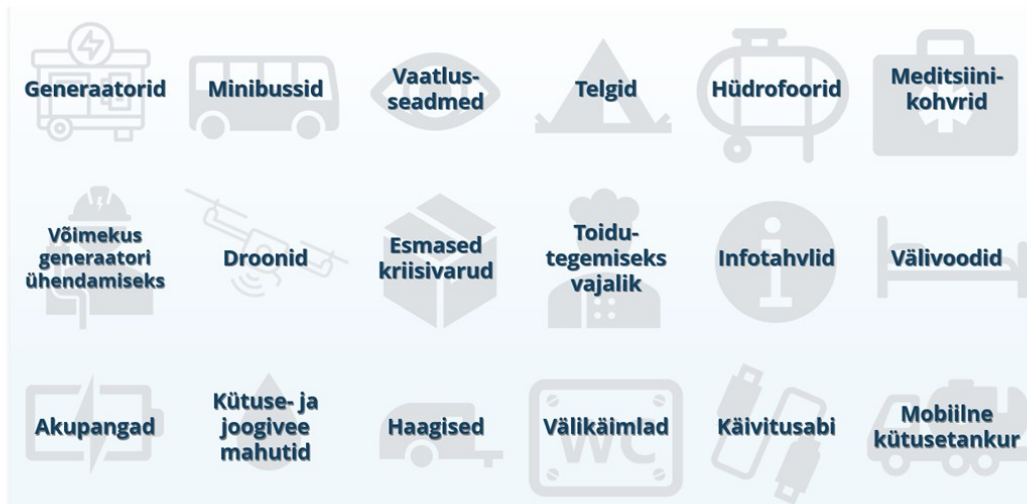 Generaatorid
Minibussid
Vaatlus-
seadmed
Telgid
Hüdrofoorid
Meditsiini-
kohvrid
Võimekus
generaatori
ühendamiseks
Droonid
Esmased
kriisivarud
Toidu-
tegemiseks
vajalik
Infotahvlid
Välivoodid
Akupangad
Kütuse- ja
joogivee
mahutid
Haagised
WC
Välikäimlad
Käivitusabi
Mobiilne
kütusetankur